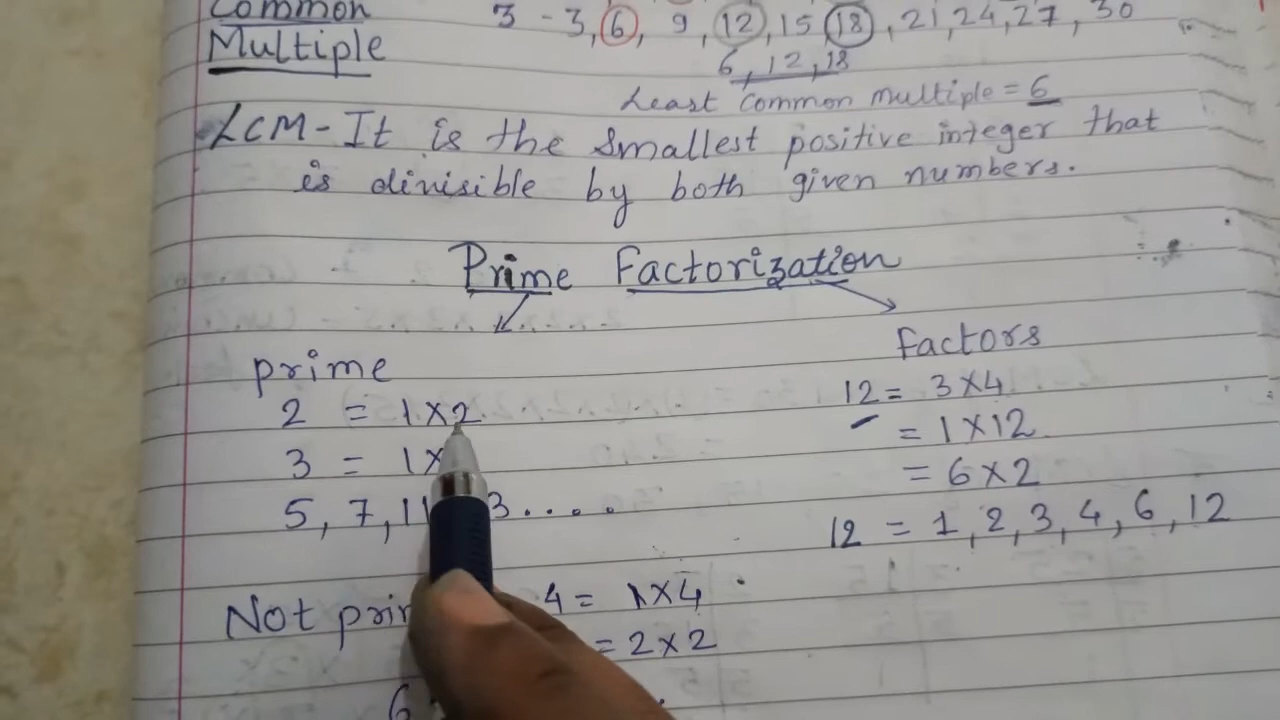 Common
3 - 3, 6, 9, 12, 15 18, 21, 24, 27, 30
Multiple
6, 12, 18
Least common multiple = 6
LCM - It is the smallest positive integer that
is divisible by both given numbers.
Prime Factorization
prime
2 = 1 × 2
3 = 1 ×
5, 7, 11 3....
Factors
12 = 3 × 4
= 1 × 12
= 6 × 2
12 = 1, 2, 3, 4, 6, 12
Not prim 4 = 1 × 4
= 2 × 2
6